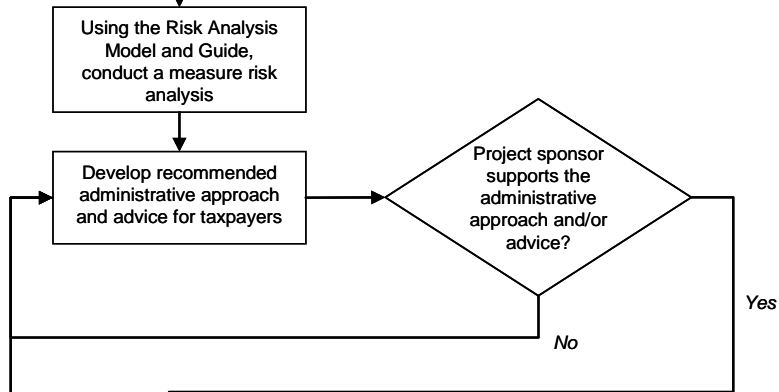 Using the Risk Analysis
Model and Guide,
conduct a measure risk
analysis
Develop recommended
administrative approach
and advice for taxpayers
Project sponsor
supports the
administrative
approach and/or
advice?
Yes
No